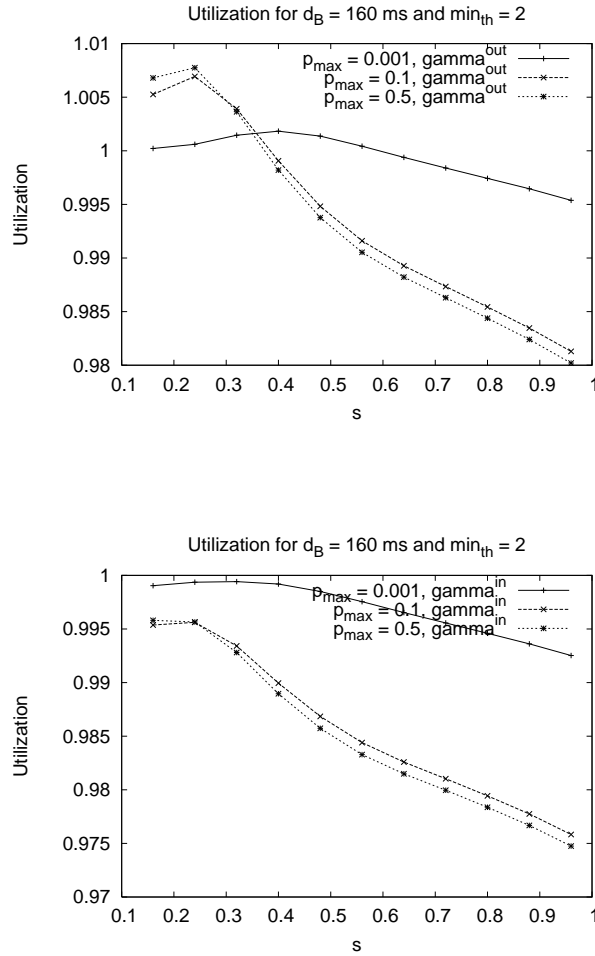 Utilization for d_B = 160 ms and min_th = 2
1.01
1.005
1
0.995
0.99
0.985
0.98
Utilization
p_max = 0.001, gamma^out
p_max = 0.1, gamma^out
p_max = 0.5, gamma^out
0.1 0.2 0.3 0.4 0.5 0.6 0.7 0.8 0.9 1
s
Utilization for d_B = 160 ms and min_th = 2
1
0.995
0.99
0.985
0.98
0.975
0.97
Utilization
p_max = 0.001, gamma^in
p_max = 0.1, gamma^in
p_max = 0.5, gamma^in
0.1 0.2 0.3 0.4 0.5 0.6 0.7 0.8 0.9 1
s